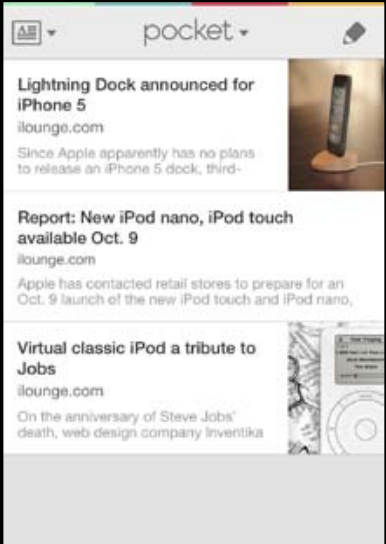 pocket
Lightning Dock announced for
iPhone 5
ilounge.com
Since Apple apparently has no plans
to release an iPhone 5 dock, third-
Report: New iPod nano, iPod touch
available Oct. 9
ilounge.com
Apple has contacted retail stores to prepare for an
Oct. 9 launch of the new iPod touch and iPod nano,
Virtual classic iPod a tribute to
Jobs
ilounge.com
On the anniversary of Steve Jobs'
death, web design company Inventika